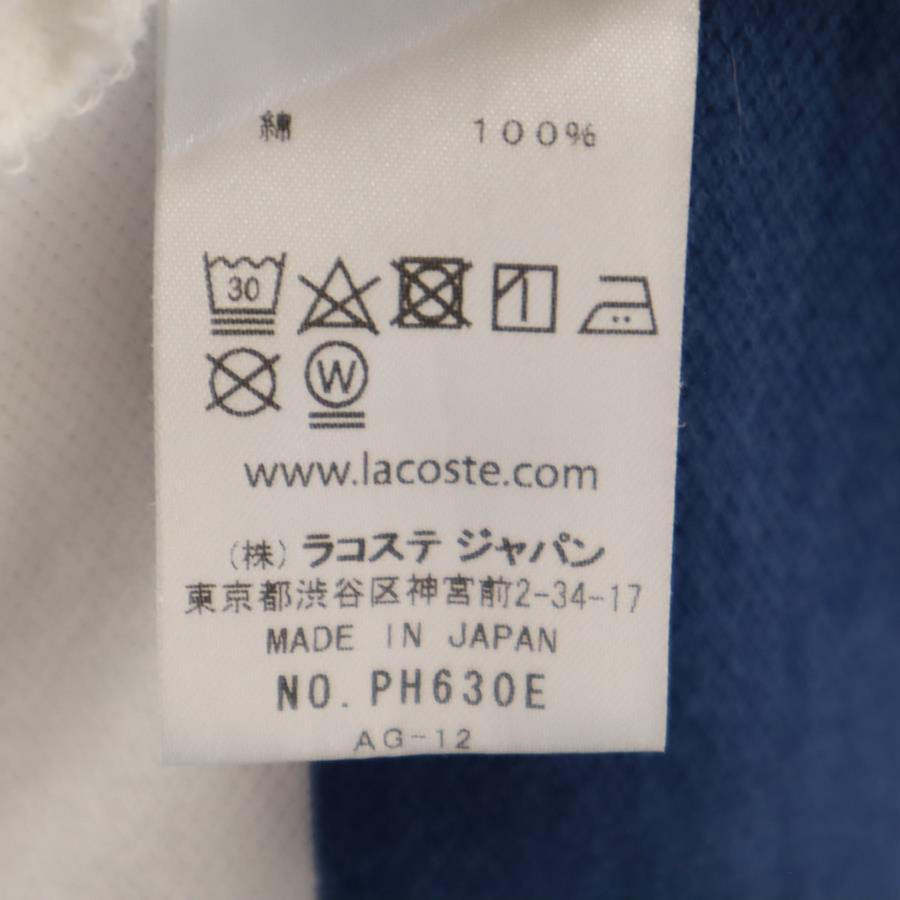 綿 100%
30
W
www.lacoste.com
(株) ラコステ ジャパン
東京都渋谷区神宮前2-34-17
MADE IN JAPAN
NO. PH630E
AG-12